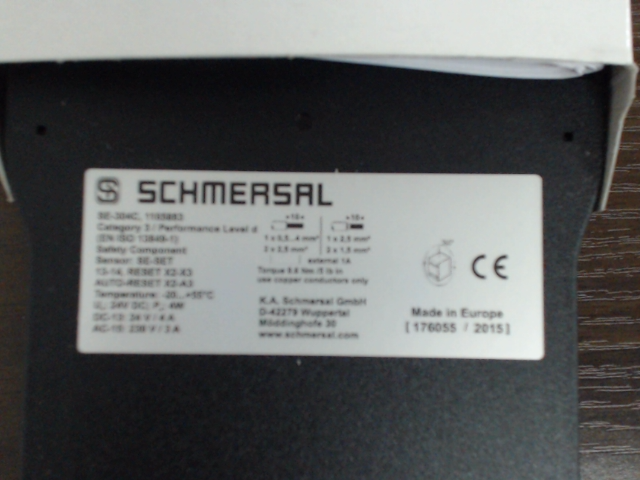 SCHMERSAL
SE-304C,
Category 3 / Performance Level d
(EN ISO 13849-1)
Safety Component
Sensor: SE-SET
13-14, RESET X2-X3
AUTO-RESET X2-A3
Temperature: -25...+55°C
24V DC; 4W
DC-13: 24 V / 4 A
AC-15: 230 V / 3 A
1 x 0,5...4 mm² 1 x 2,5 mm²
2 x 2,5 mm² 2 x 1,5 mm²
external 1A
Torque 0.6 Nm /5 lb in
use copper conductors only
K.A. Schmersal GmbH
D-42279 Wuppertal
Möddinghofe 30
www.schmersal.com
CE
Made in Europe
[ 176055 / 2015 ]